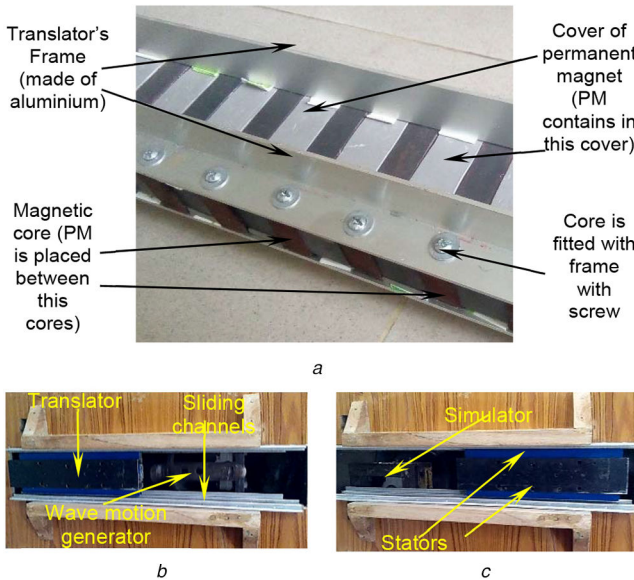 Translator's
Frame
(made of
aluminium)
Cover of
permanent
magnet
(PM
contains in
this cover)
Magnetic
core (PM
is placed
between
this
cores)
Core is
fitted with
frame
with
screw
a
Translator
Sliding
channels
Wave motion
generator
b
Simulator
Stators
c